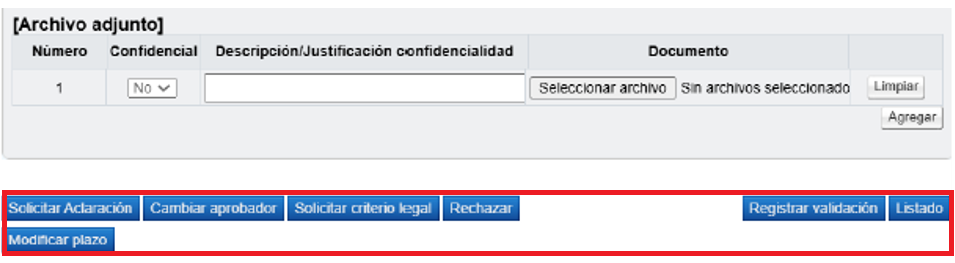 [Archivo adjunto]
Número Confidencial Descripción/Justificación confidencialidad Documento
1 No Seleccionar archivo Sin archivos seleccionado Limpiar
Agregar
Solicitar Aclaración Cambiar aprobador Solicitar criterio legal Rechazar Registrar validación Listado
Modificar plazo